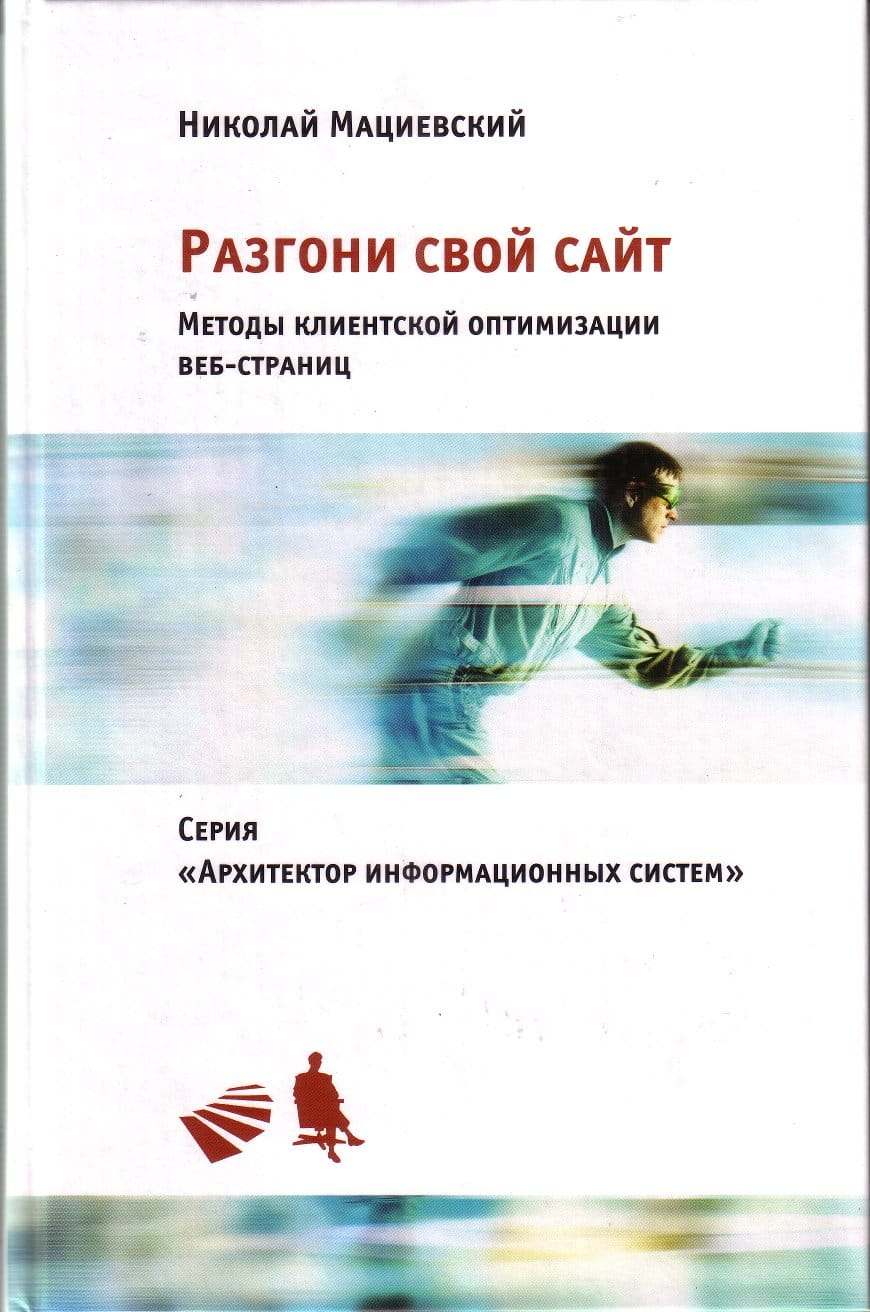 Николай Мациевский
Разгони свой сайт
Методы клиентской оптимизации
веб-страниц
Серия
«Архитектор информационных систем»